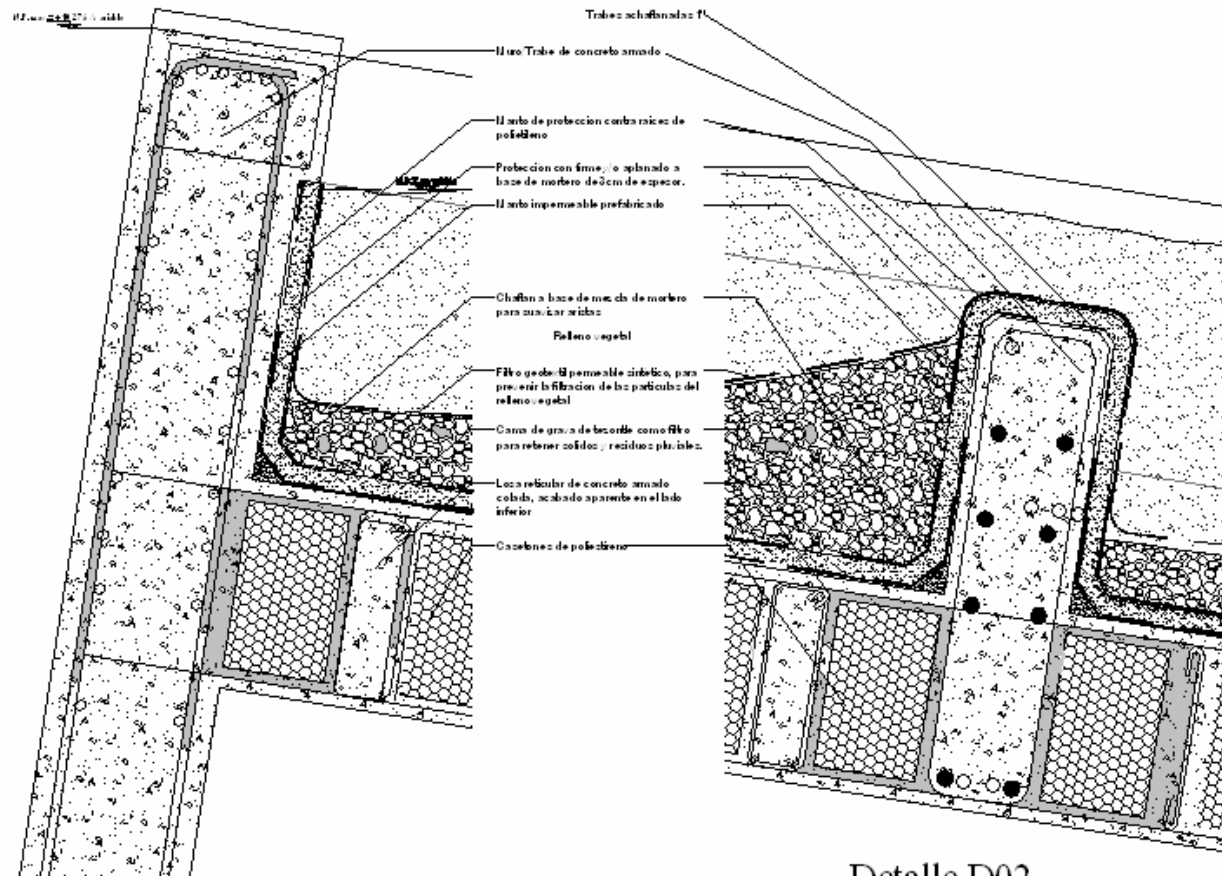 Trabes achaflanadas 1"
Muro/Trabe de concreto armado
Manto de proteccion contra raices de
polietileno
Proteccion con firme y/o aplanado a
base de mortero de 3cm de espesor.
Manto impermeable prefabricado
Chaflan a base de mezcla de mortero
para suavizar aristas
Relleno vegetal
Filtro geotextil permeable sintetico, para
prevenir la filtracion de las particulas del
relleno vegetal
Cama de grava de tezontle como filtro
para retener solidos y residuos pluviales.
Losa reticular de concreto armado
colada, acabado aparente en el lado
inferior
Casetones de poliestireno
Detalle D02